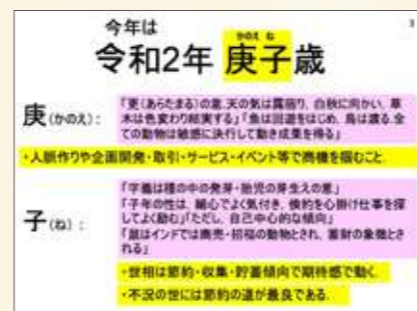 3
今年は
かのえ ね
令和2年 庚子歳
庚(かのえ): 「更(あらたまる)の意、天の気は露宿り、白秋に向かい、草
木は色変わり結実する」「魚は回遊をはじめ、鳥は渡る、全
ての動物は敏感に決行して動き成果を得る」
・人脈作りや企画開発・取引・サービス・イベント等で商機を掴むこと
子(ね): 「字義は種の中の発芽・胎児の芽生えの意」
「子年の性は、細心でよく気付き、倹約を心掛け仕事を探
してよく励む」「ただし、自己中心的な傾向」
「鼠はインドでは商売・招福の動物とされ、蓄財の象徴とさ
れる」
・世相は節約・収集・貯蓄傾向で期待感で動く.
・不況の世には節約の道が最良である.